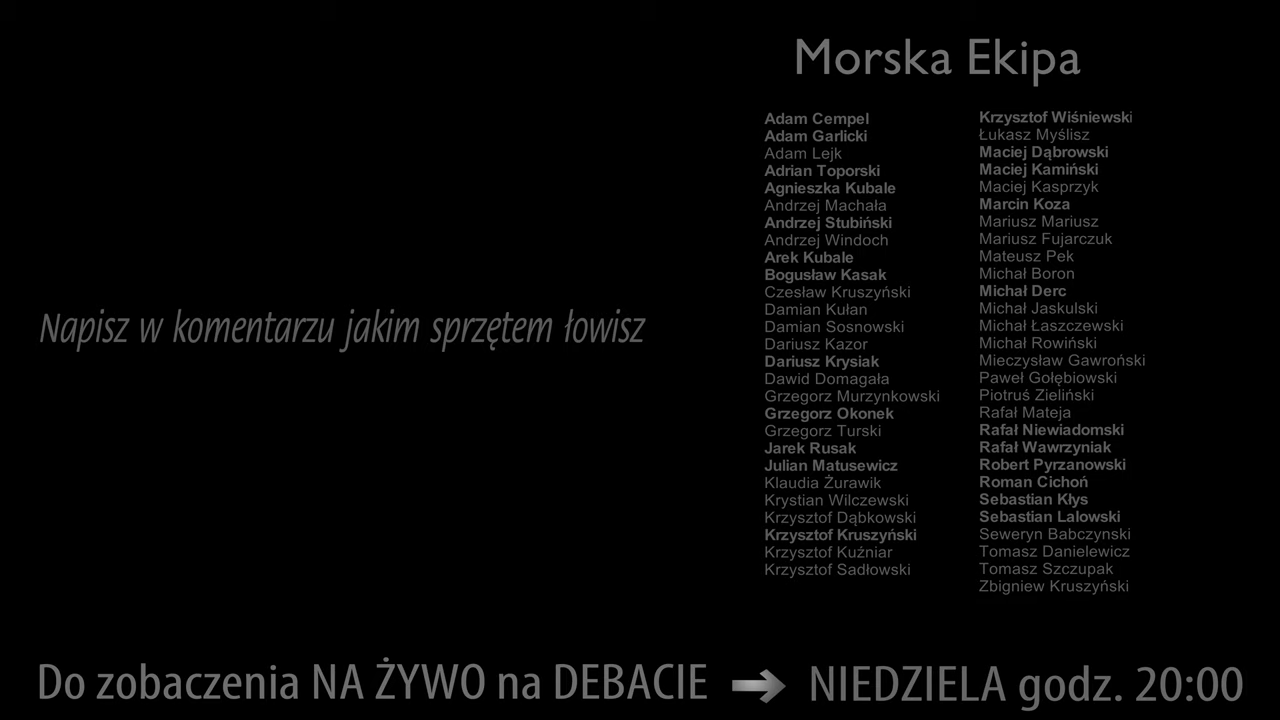 Morska Ekipa
Adam Cempel
Adam Garlicki
Adam Lejk
Adrian Toporski
Agnieszka Kubale
Andrzej Machała
Andrzej Stubiński
Andrzej Windoch
Arek Kubale
Bogusław Kasak
Czesław Kruszyński
Damian Kułan
Damian Sosnowski
Dariusz Kazor
Dariusz Krysiak
Dawid Domagała
Grzegorz Murzynkowski
Grzegorz Okonek
Grzegorz Turski
Jarek Rusak
Julian Matusewicz
Klaudia Żurawik
Krystian Wilczewski
Krzysztof Dąbkowski
Krzysztof Kruszyński
Krzysztof Kuźniar
Krzysztof Sadłowski
Krzysztof Wiśniewski
Łukasz Myślisz
Maciej Dąbrowski
Maciej Kamiński
Maciej Kasprzyk
Marcin Koza
Mariusz Mariusz
Mariusz Fujarczuk
Mateusz Pek
Michał Boron
Michał Derc
Michał Jaskulski
Michał Łaszczewski
Michał Rowiński
Mieczysław Gawroński
Paweł Gołębiowski
Piotruś Zieliński
Rafał Mateja
Rafał Niewiadomski
Rafał Wawrzyniak
Robert Pyrzanowski
Roman Cichoń
Sebastian Kłys
Sebastian Lalowski
Seweryn Babczynski
Tomasz Danielewicz
Tomasz Szczupak
Zbigniew Kruszyński
Napisz w komentarzu jakim sprzętem łowisz
Do zobaczenia NA ŻYWO na DEBACIE → NIEDZIELA godz. 20:00